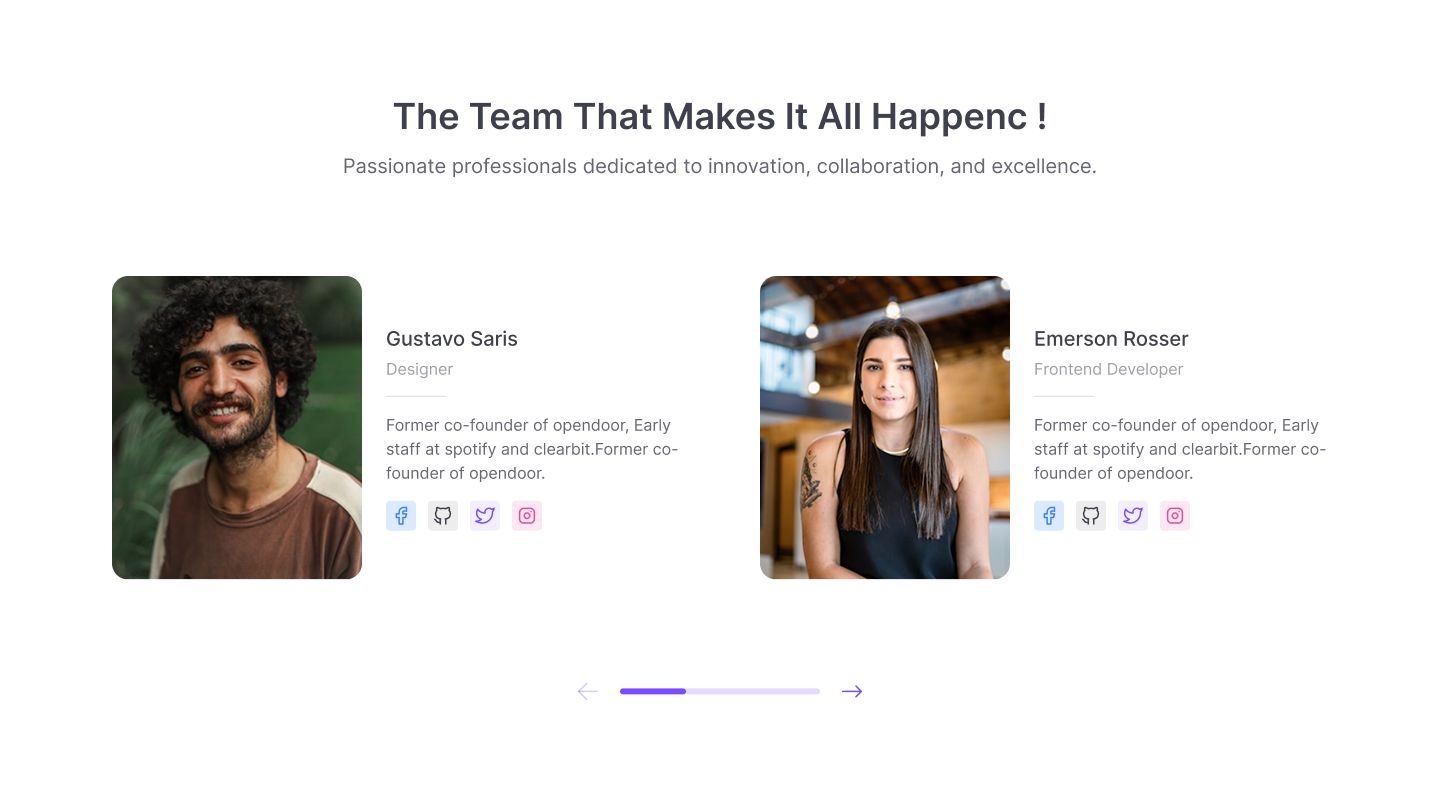 The Team That Makes It All Happenc !
Passionate professionals dedicated to innovation, collaboration, and excellence.
Gustavo Saris
Designer
Former co-founder of opendoor, Early
staff at spotify and clearbit.Former co-
founder of opendoor.
Emerson Rosser
Frontend Developer
Former co-founder of opendoor, Early
staff at spotify and clearbit.Former co-
founder of opendoor.